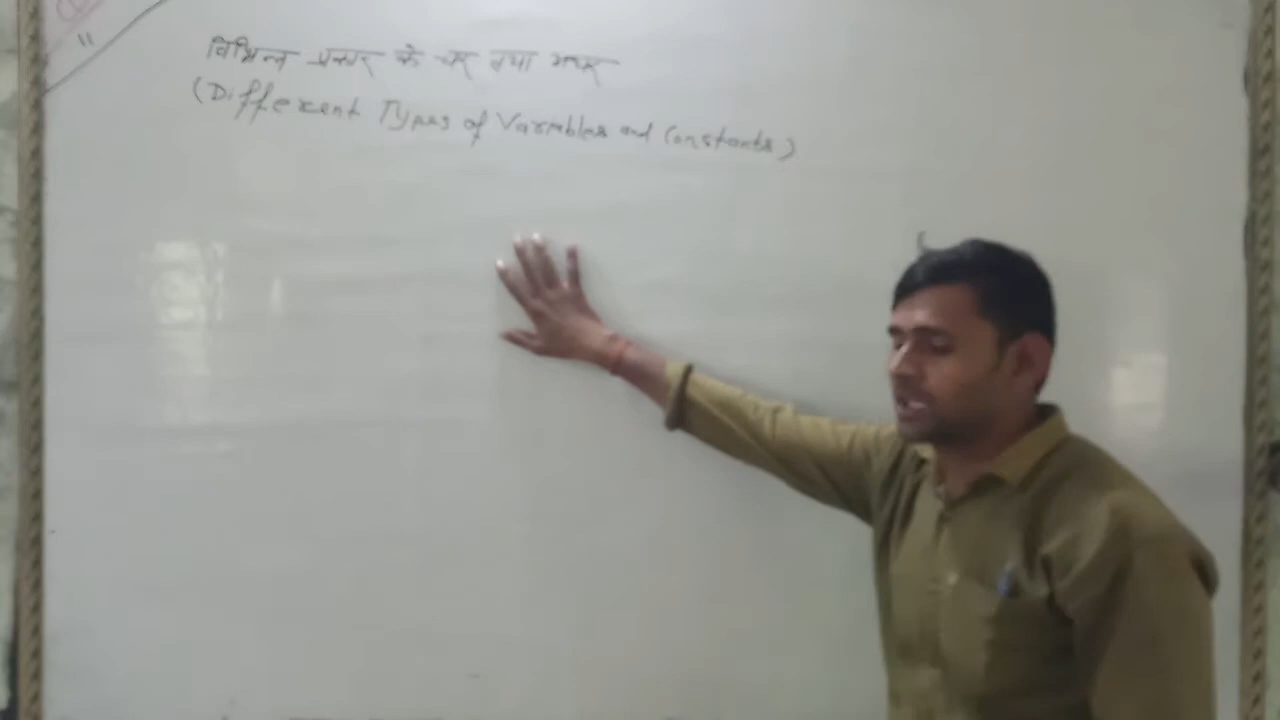 "
विभिन्न प्रकार के चर तथा अचर
(Different Types of Variables and Constants)